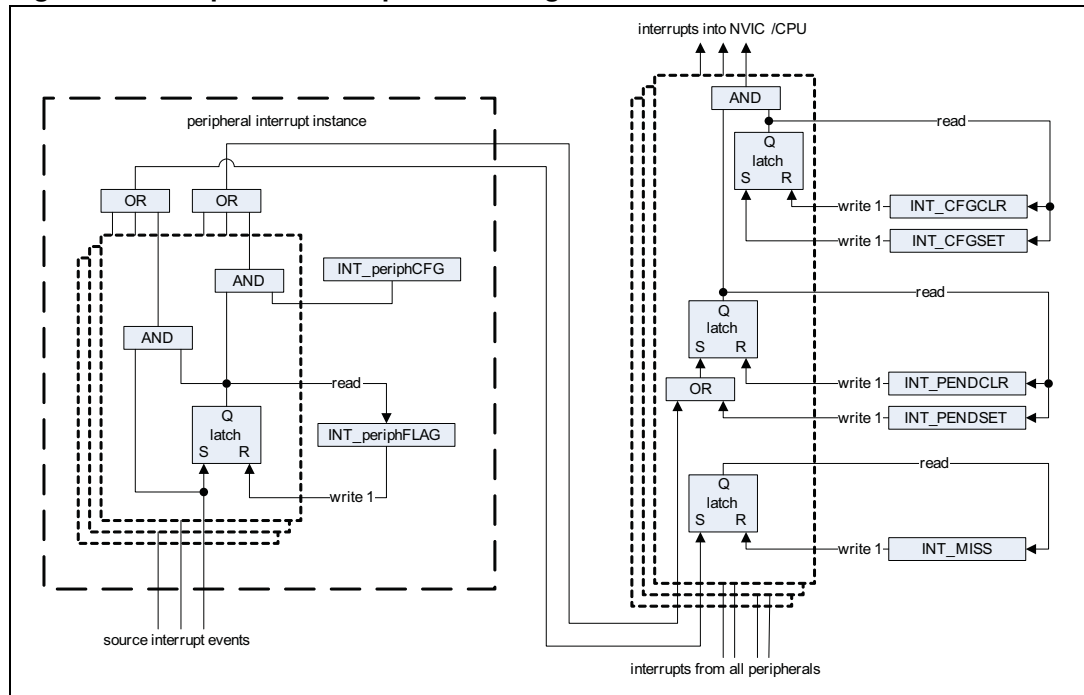 interrupts into NVIC /CPU
peripheral interrupt instance
OR
OR
AND
INT_periphCFG
AND
read
Q
latch
S R
INT_periphFLAG
write 1
source interrupt events
AND
read
Q
latch
S R
write 1
INT_CFGCLR
write 1
INT_CFGSET
read
Q
latch
S R
OR
write 1
INT_PENDCLR
write 1
INT_PENDSET
read
Q
latch
S R
write 1
INT_MISS
interrupts from all peripherals